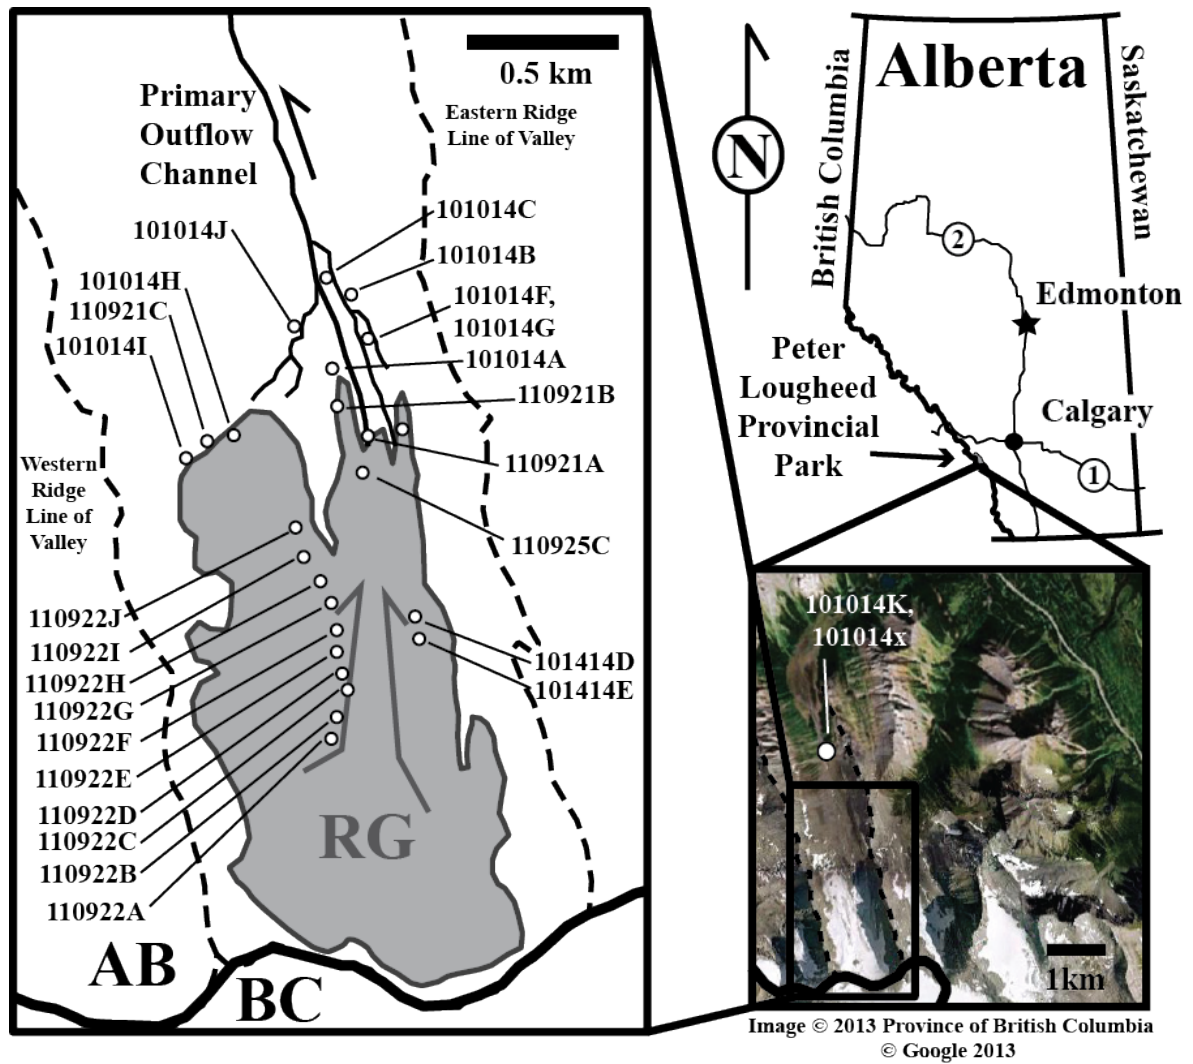 0.5 km
Primary
Outflow
Channel
Eastern Ridge
Line of Valley
101014C
101014J
101014B
101014H
110921C
101014F,
101014G
101014I
101014A
110921B
110921A
Western
Ridge
Line of
Valley
110925C
110922J
110922I
110922H
110922G
110922F
110922E
110922D
110922C
110922B
110922A
101414D
101414E
RG
AB
BC
N
Alberta
British Columbia
Saskatchewan
2
Edmonton
Peter
Lougheed
Provincial
Park
Calgary
1
101014K,
101014x
1km
Image © 2013 Province of British Columbia
© Google 2013